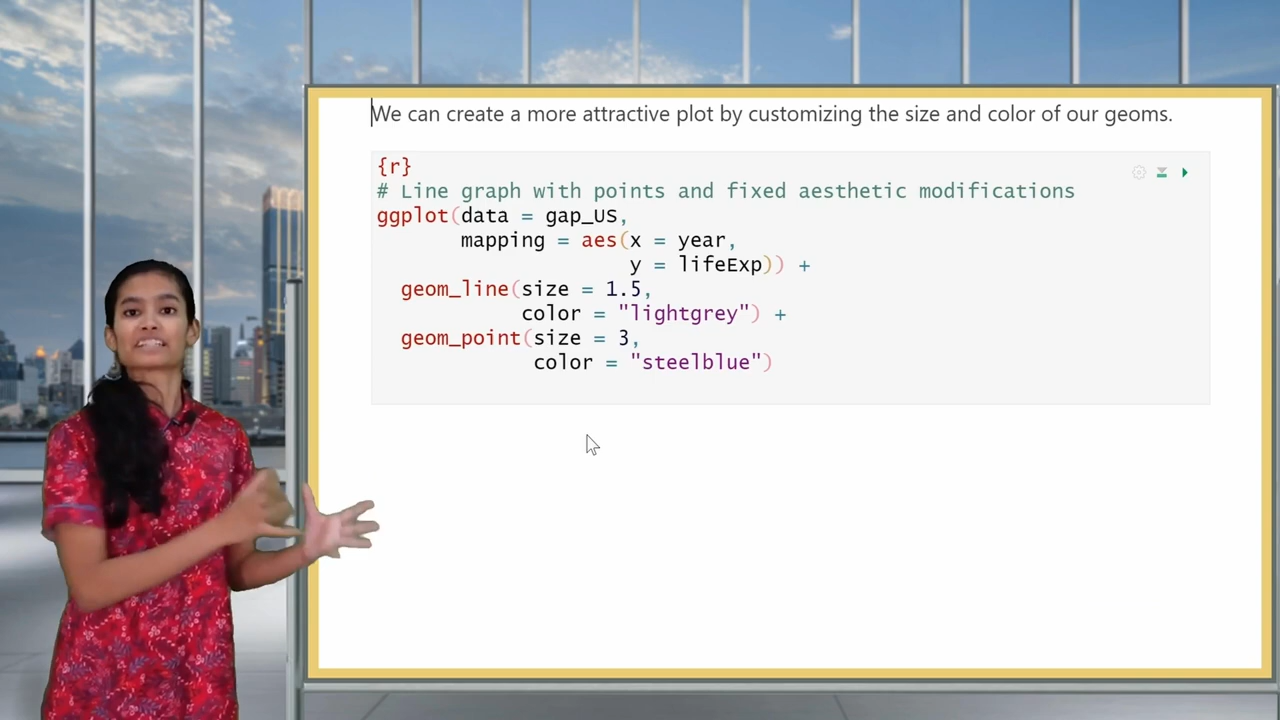 We can create a more attractive plot by customizing the size and color of our geoms.
{r}
# Line graph with points and fixed aesthetic modifications
ggplot(data = gap_US,
       mapping = aes(x = year,
                     y = lifeExp)) +
  geom_line(size = 1.5,
            color = "lightgrey") +
  geom_point(size = 3,
             color = "steelblue")